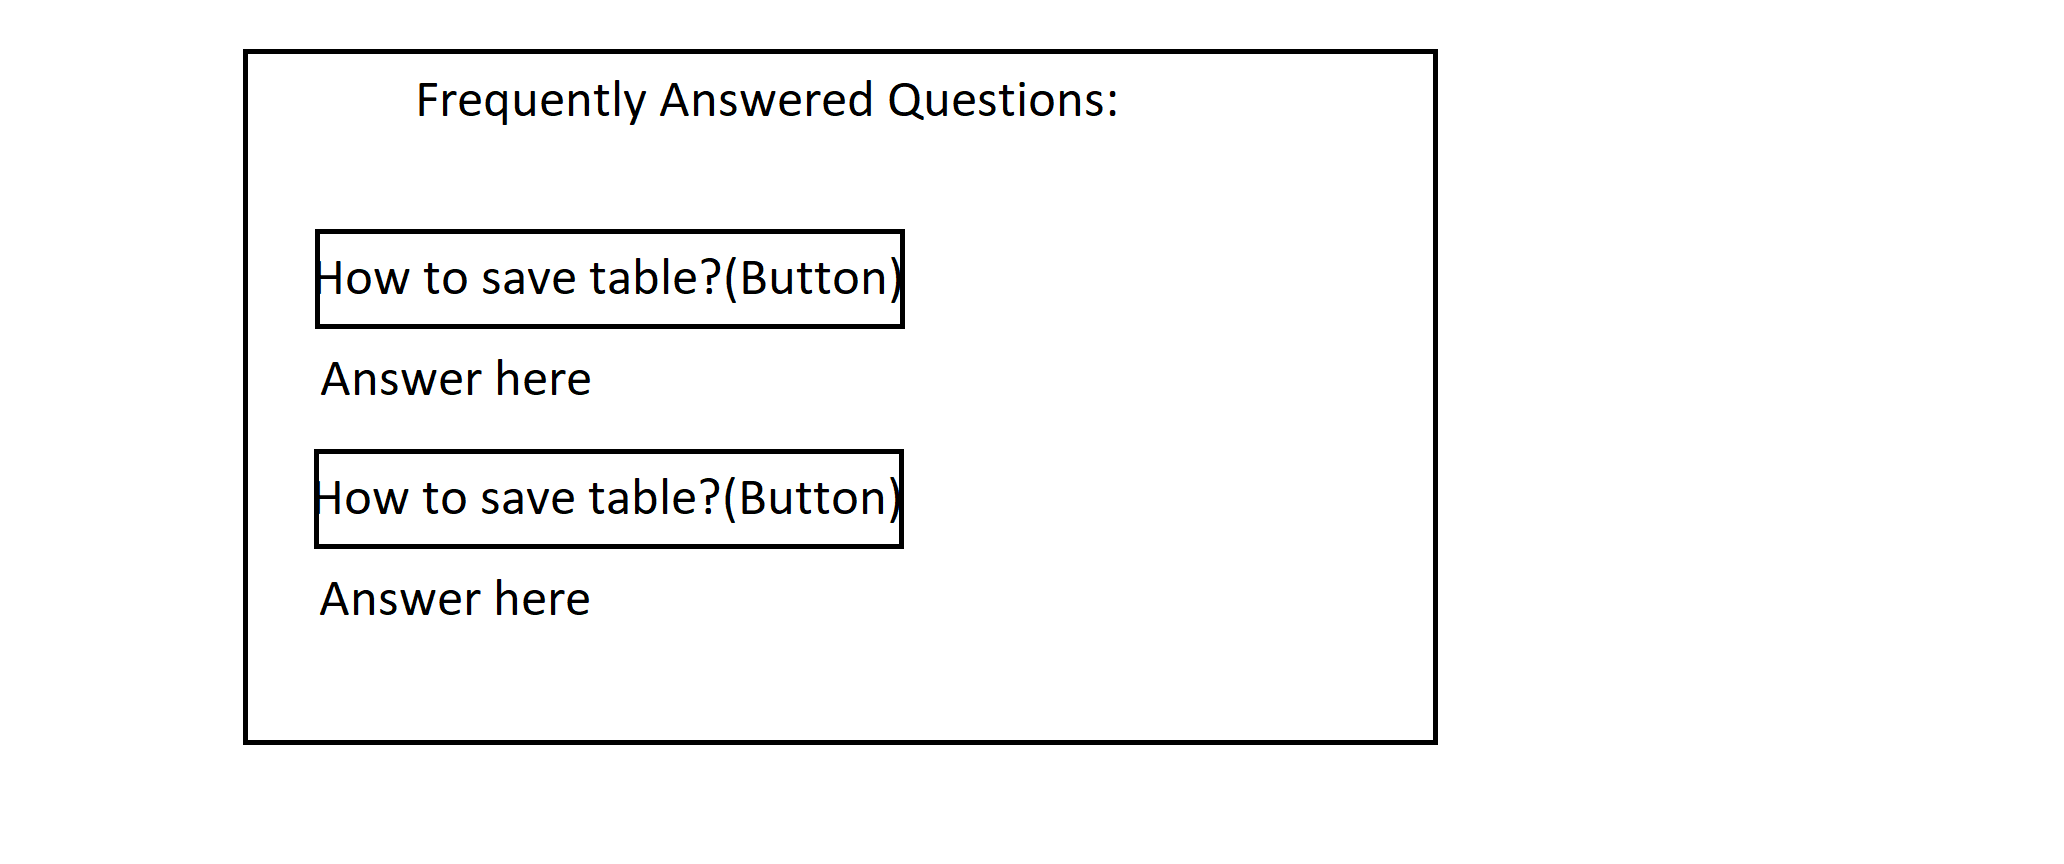 Frequently Answered Questions:
How to save table?(Button)
Answer here
How to save table?(Button)
Answer here